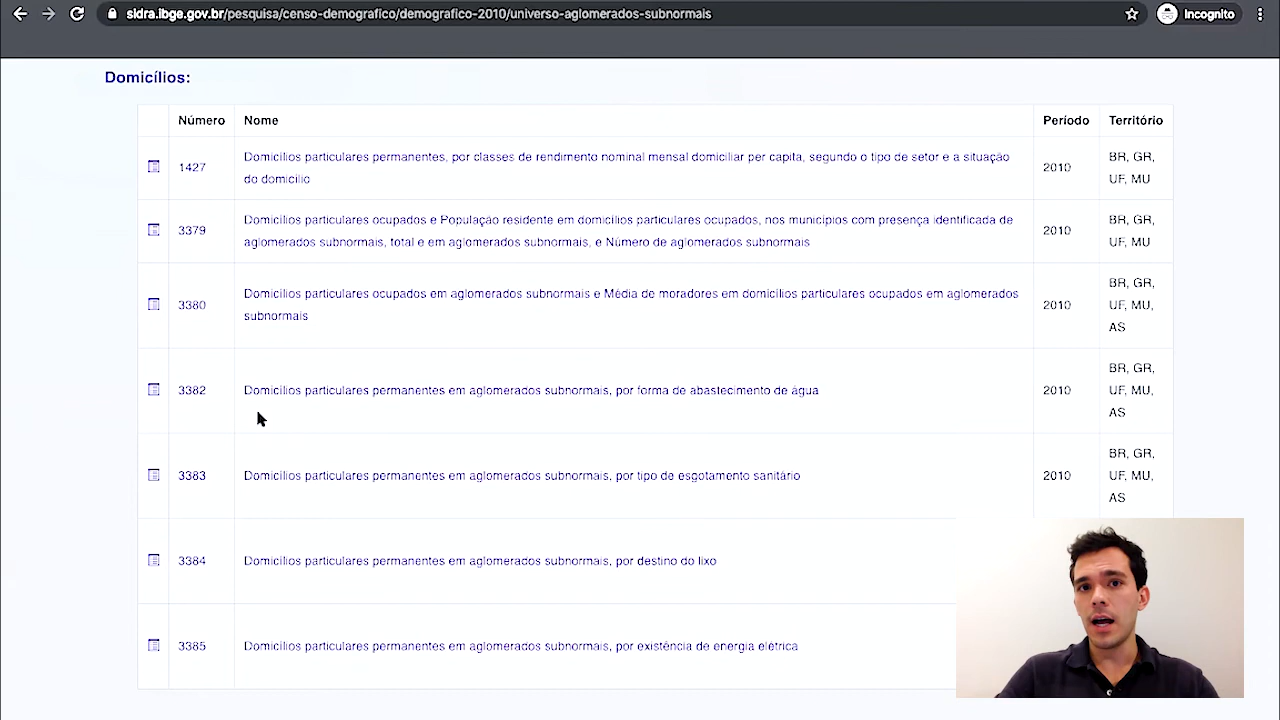 sidra.ibge.gov.br/pesquisa/censo-demografico/demografico-2010/universo-aglomerados-subnormais
Incognito
Domicílios:
Número Nome Período Território
1427 Domicílios particulares permanentes, por classes de rendimento nominal mensal domiciliar per capita, segundo o tipo de setor e a situação do domicílio 2010 BR, GR, UF, MU
3379 Domicílios particulares ocupados e População residente em domicílios particulares ocupados, nos municípios com presença identificada de aglomerados subnormais, total e em aglomerados subnormais, e Número de aglomerados subnormais 2010 BR, GR, UF, MU
3380 Domicílios particulares ocupados em aglomerados subnormais e Média de moradores em domicílios particulares ocupados em aglomerados subnormais 2010 BR, GR, UF, MU, AS
3382 Domicílios particulares permanentes em aglomerados subnormais, por forma de abastecimento de água 2010 BR, GR, UF, MU, AS
3383 Domicílios particulares permanentes em aglomerados subnormais, por tipo de esgotamento sanitário 2010 BR, GR, UF, MU, AS
3384 Domicílios particulares permanentes em aglomerados subnormais, por destino do lixo
3385 Domicílios particulares permanentes em aglomerados subnormais, por existência de energia elétrica